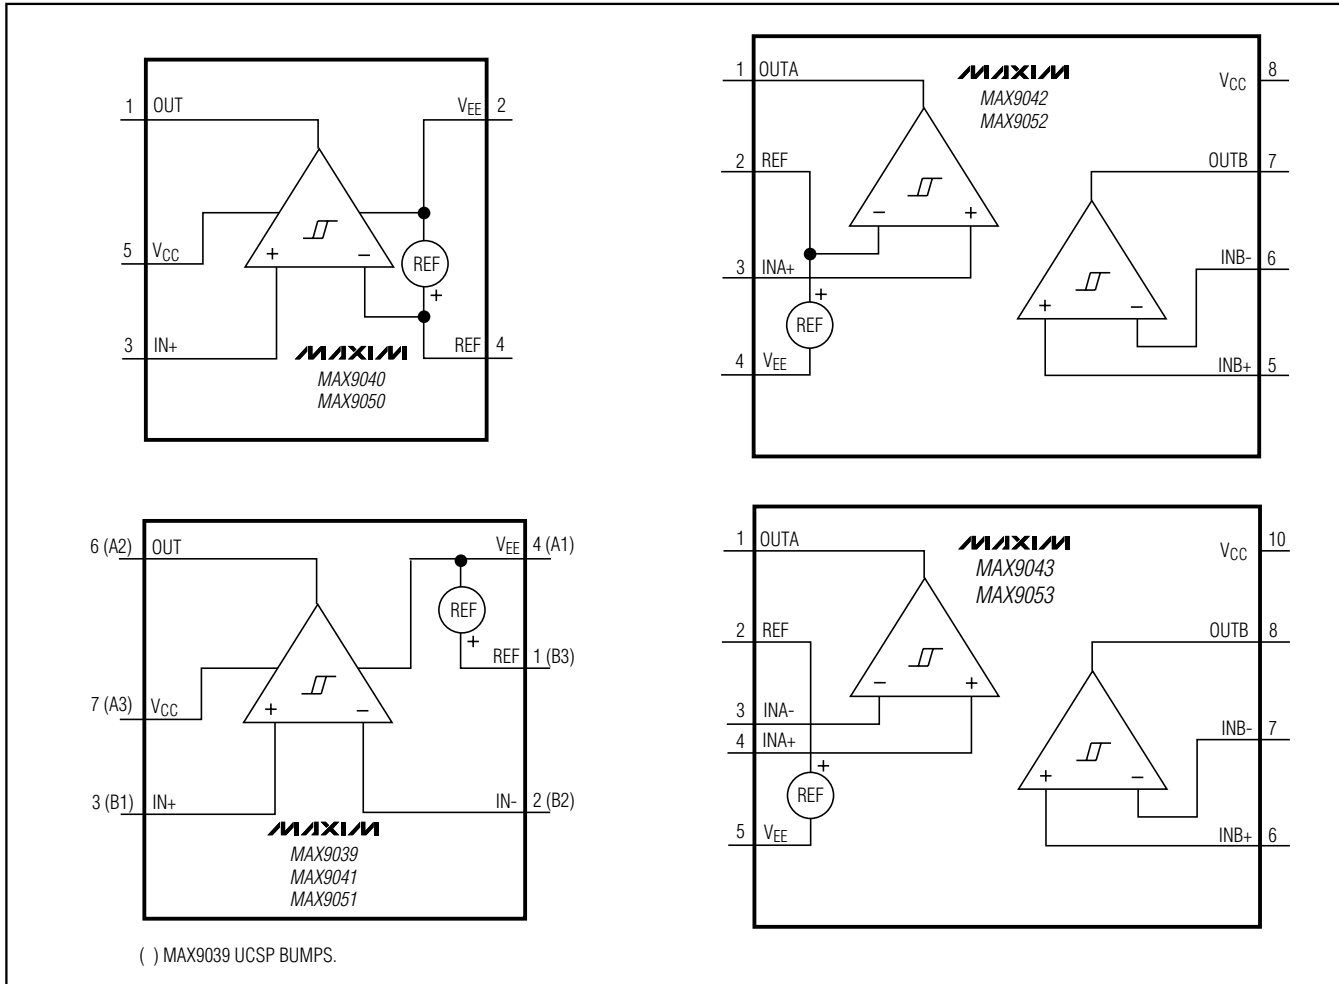 1 OUT
VEE 2
5 VCC
+ −
REF
+
3 IN+
REF 4
MAXIM
MAX9040
MAX9050
1 OUTA
MAXIM
MAX9042
MAX9052
VCC 8
2 REF
OUTB 7
− +
3 INA+
INB- 6
+
REF
+ −
4 VEE
INB+ 5
6 (A2) OUT
VEE 4 (A1)
REF
+
REF 1 (B3)
7 (A3) VCC
+ −
3 (B1) IN+
IN- 2 (B2)
MAXIM
MAX9039
MAX9041
MAX9051
1 OUTA
MAXIM
MAX9043
MAX9053
VCC 10
2 REF
OUTB 8
− +
3 INA-
4 INA+
INB- 7
+
REF
+ −
5 VEE
INB+ 6
( ) MAX9039 UCSP BUMPS.